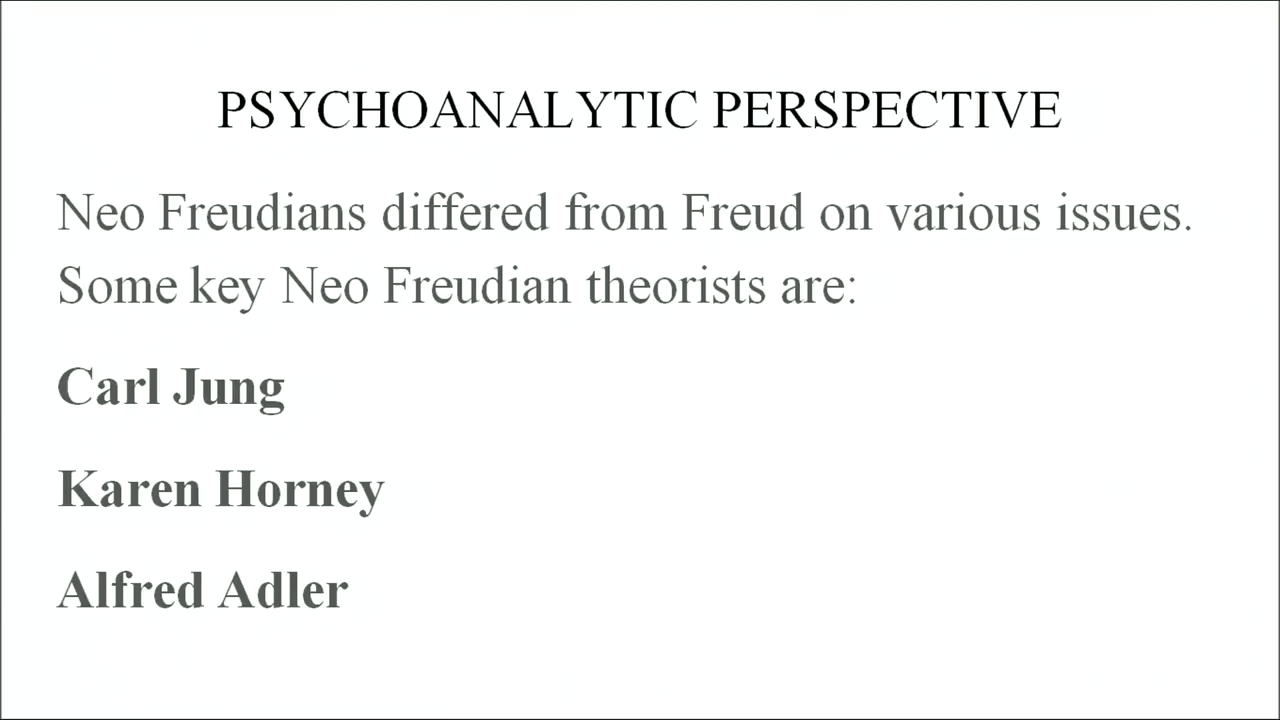 PSYCHOANALYTIC PERSPECTIVE
Neo Freudians differed from Freud on various issues.
Some key Neo Freudian theorists are:
Carl Jung
Karen Horney
Alfred Adler